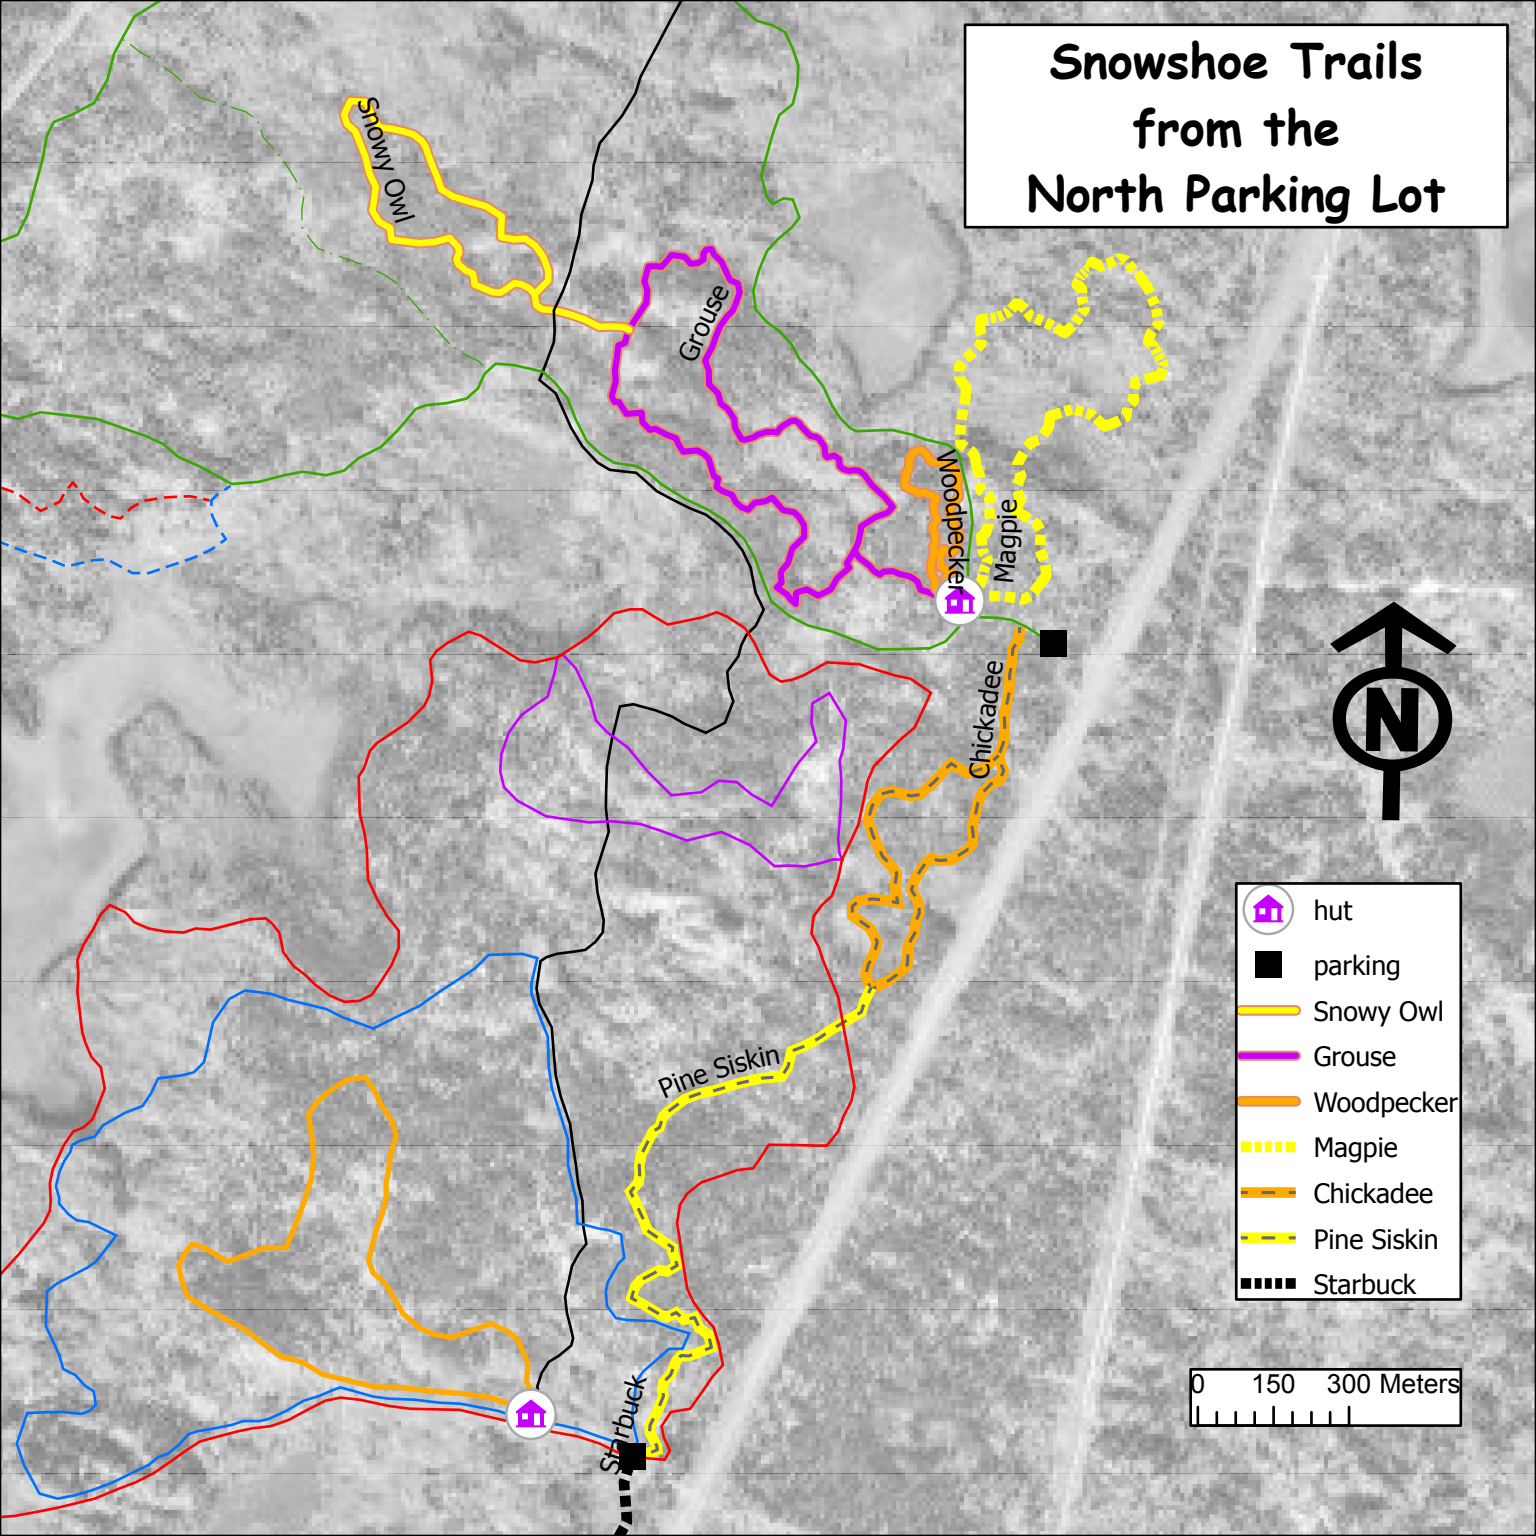 Snowshoe Trails
from the
North Parking Lot
Snowy Owl
Grouse
Woodpecker
Magpie
Chickadee
Pine Siskin
Starbuck
N
hut
parking
Snowy Owl
Grouse
Woodpecker
Magpie
Chickadee
Pine Siskin
Starbuck
0 150 300 Meters